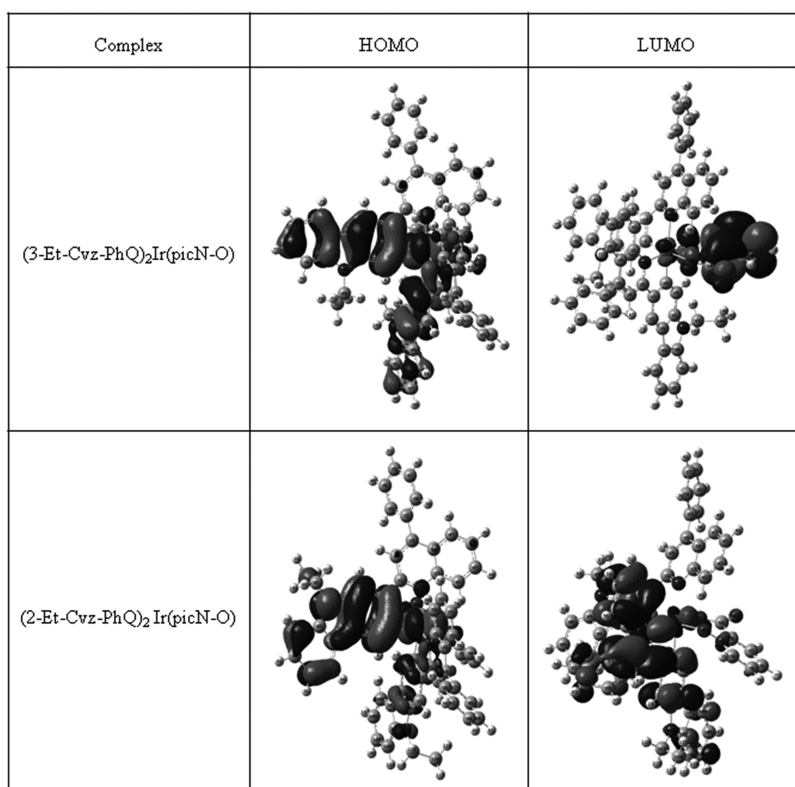 Complex HOMO LUMO
(3-Et-Cvz-PhQ)₂Ir(picN-O)
(2-Et-Cvz-PhQ)₂ Ir(picN-O)